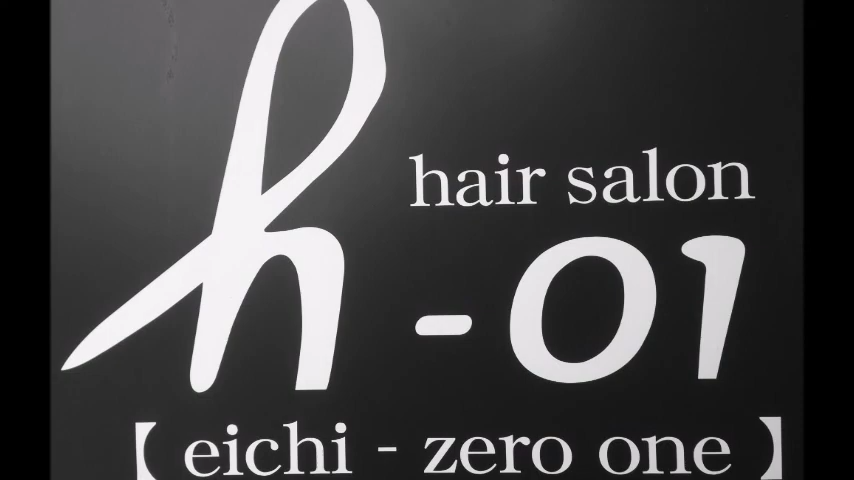 hair salon
h-01
【 eichi - zero one 】